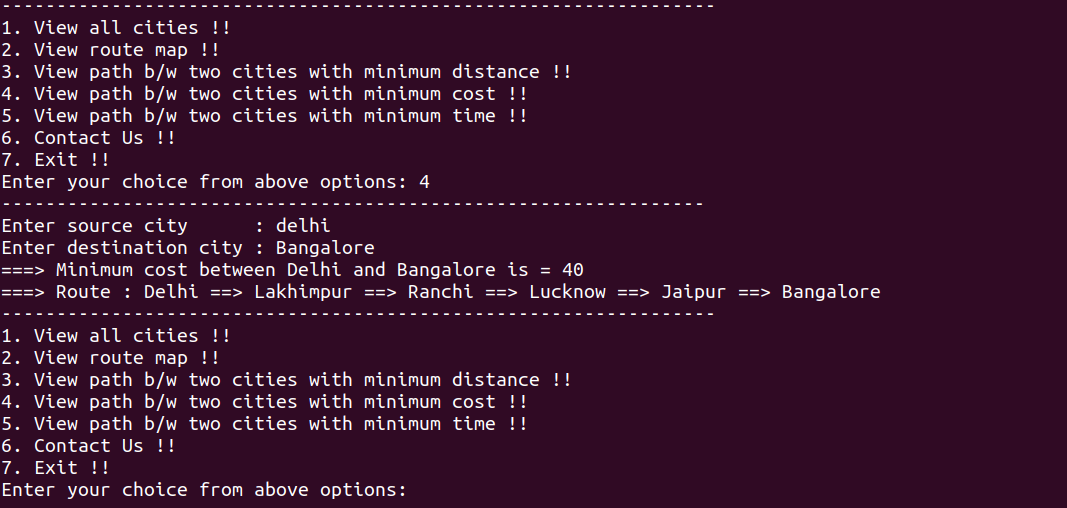 -----------------------------------------------------------------
1. View all cities !!
2. View route map !!
3. View path b/w two cities with minimum distance !!
4. View path b/w two cities with minimum cost !!
5. View path b/w two cities with minimum time !!
6. Contact Us !!
7. Exit !!
Enter your choice from above options: 4
----------------------------------------------------------------
Enter source city      : delhi
Enter destination city : Bangalore
===> Minimum cost between Delhi and Bangalore is = 40
===> Route : Delhi ==> Lakhimpur ==> Ranchi ==> Lucknow ==> Jaipur ==> Bangalore
-----------------------------------------------------------------
1. View all cities !!
2. View route map !!
3. View path b/w two cities with minimum distance !!
4. View path b/w two cities with minimum cost !!
5. View path b/w two cities with minimum time !!
6. Contact Us !!
7. Exit !!
Enter your choice from above options: